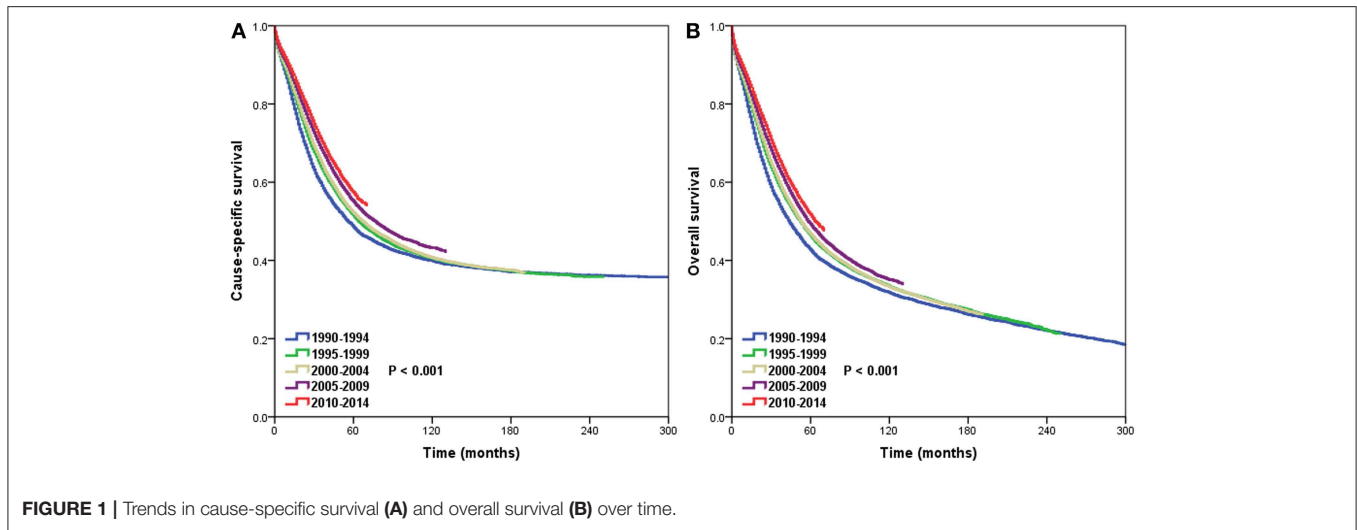 A
1.0
0.8
0.6
0.4
0.2
0.0
Cause-specific survival
1990-1994
1995-1999
2000-2004 P < 0.001
2005-2009
2010-2014
0 60 120 180 240 300
Time (months)
B
1.0
0.8
0.6
0.4
0.2
0.0
Overall survival
1990-1994
1995-1999
2000-2004 P < 0.001
2005-2009
2010-2014
0 60 120 180 240 300
Time (months)
FIGURE 1 | Trends in cause-specific survival (A) and overall survival (B) over time.